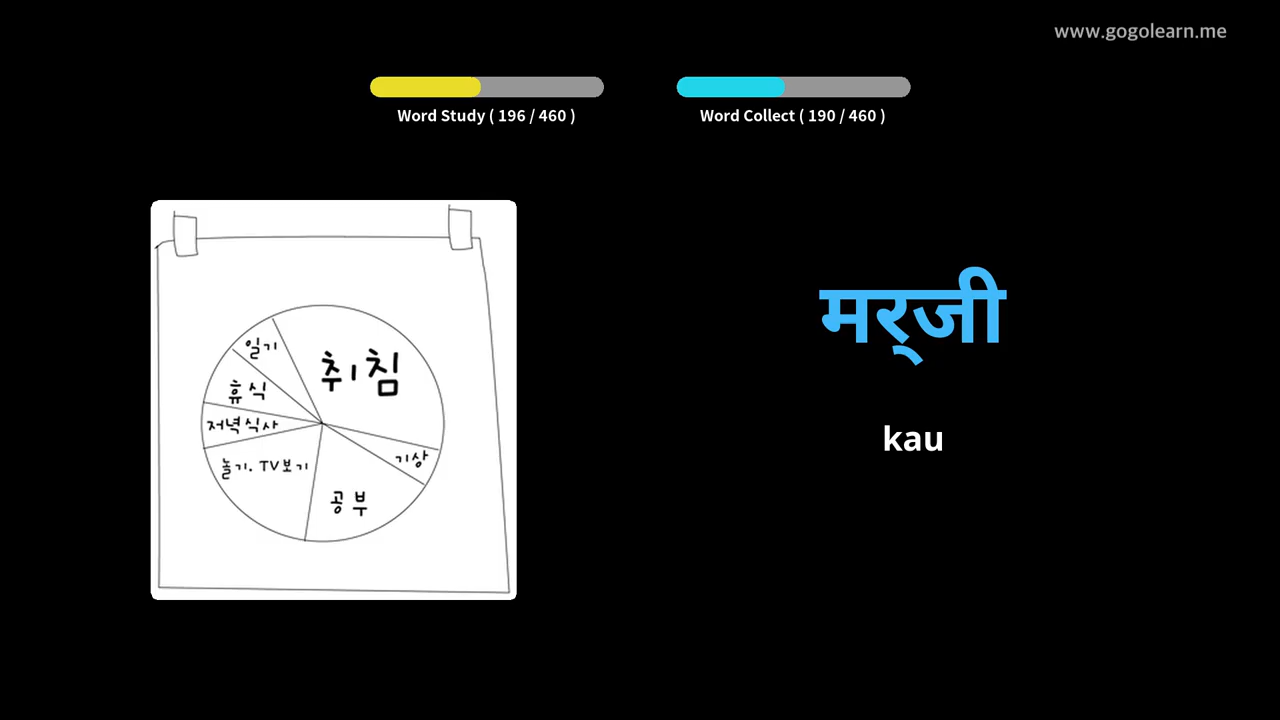 www.gogolearn.me
Word Study ( 196 / 460 )
Word Collect ( 190 / 460 )
일기
취침
휴식
저녁식사
기상
놀기. TV보기
공부
मर्‌जी
kau